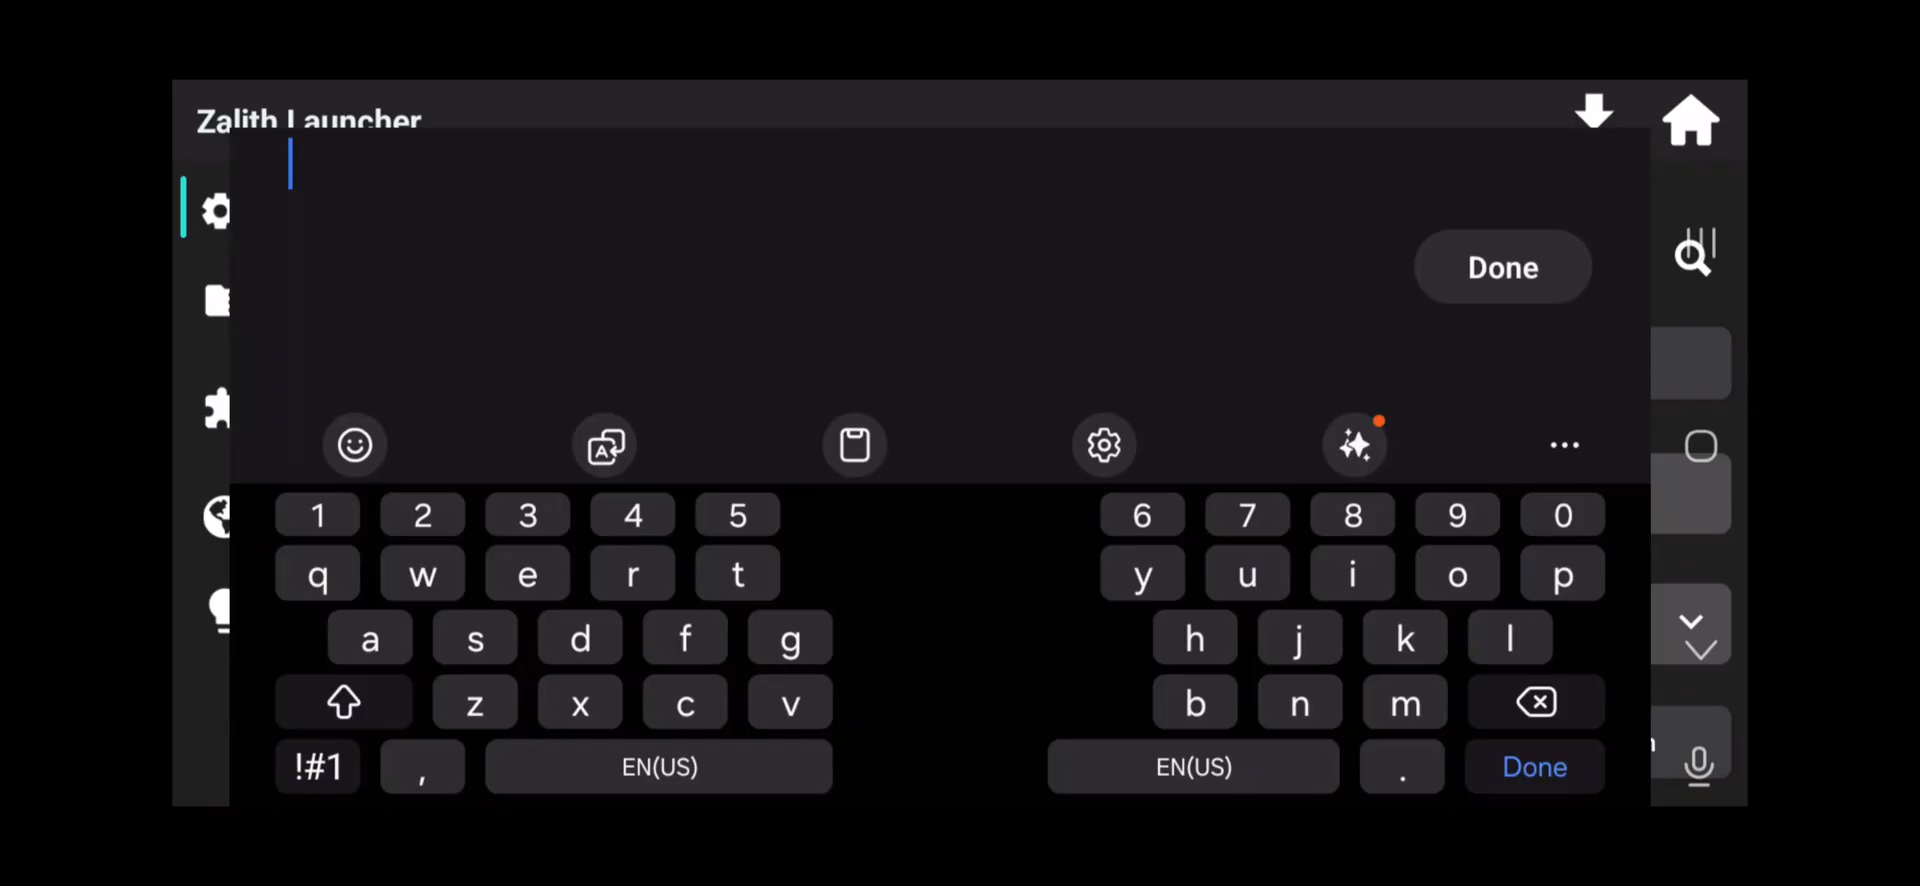 Zalith Launcher
Done
1 2 3 4 5 6 7 8 9 0
q w e r t y u i o p
a s d f g h j k l
z x c v b n m
!#1 , EN(US) EN(US) . Done